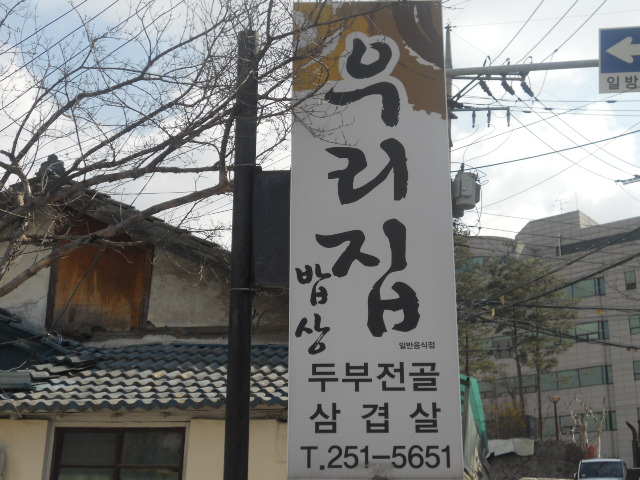 우리집
밥상
일반음식점
두부전골
삼겹살
T.251-5651
일방